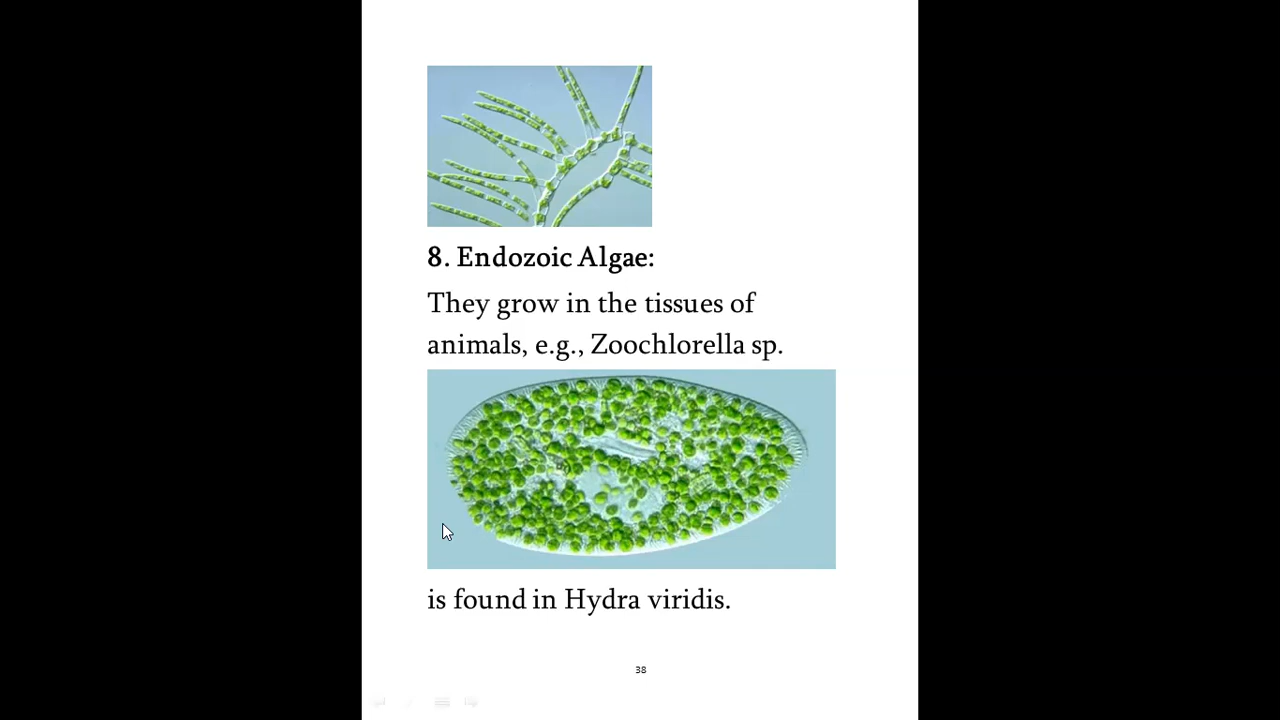 8. Endozoic Algae:
They grow in the tissues of
animals, e.g., Zoochlorella sp.
is found in Hydra viridis.
38